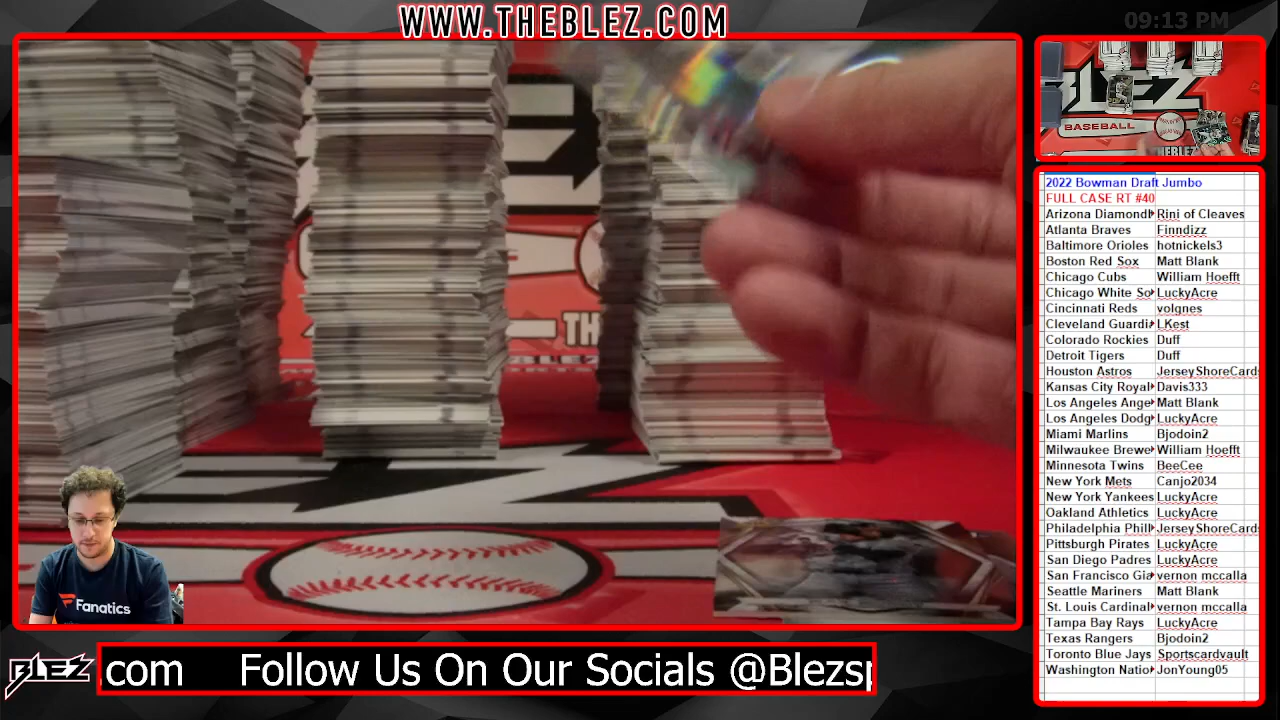 WWW.THEBLEZ.COM
09:13 PM
BLEZ
BASEBALL
THEBLEZ
2022 Bowman Draft Jumbo
FULL CASE RT #40
Arizona Diamond Rini of Cleaves
Atlanta Braves Finndizz
Baltimore Orioles hotnickels3
Boston Red Sox Matt Blank
Chicago Cubs William Hoefft
Chicago White So LuckyAcre
Cincinnati Reds volgnes
Cleveland Guardi LKest
Colorado Rockies Duff
Detroit Tigers Duff
Houston Astros JerseyShoreCard
Kansas City Royal Davis333
Los Angeles Ange Matt Blank
Los Angeles Dodg LuckyAcre
Miami Marlins Bjodoin2
Milwaukee Brewe William Hoefft
Minnesota Twins BeeCee
New York Mets Canjo2034
New York Yankees LuckyAcre
Oakland Athletics LuckyAcre
Philadelphia Phill JerseyShoreCard
Pittsburgh Pirates LuckyAcre
San Diego Padres LuckyAcre
San Francisco Gia vernon mccalla
Seattle Mariners Matt Blank
St. Louis Cardinal vernon mccalla
Tampa Bay Rays LuckyAcre
Texas Rangers Bjodoin2
Toronto Blue Jays Sportscardvault
Washington Natio JonYoung05
TH
Fanatics
BLEZ
com Follow Us On Our Socials @Blezsp